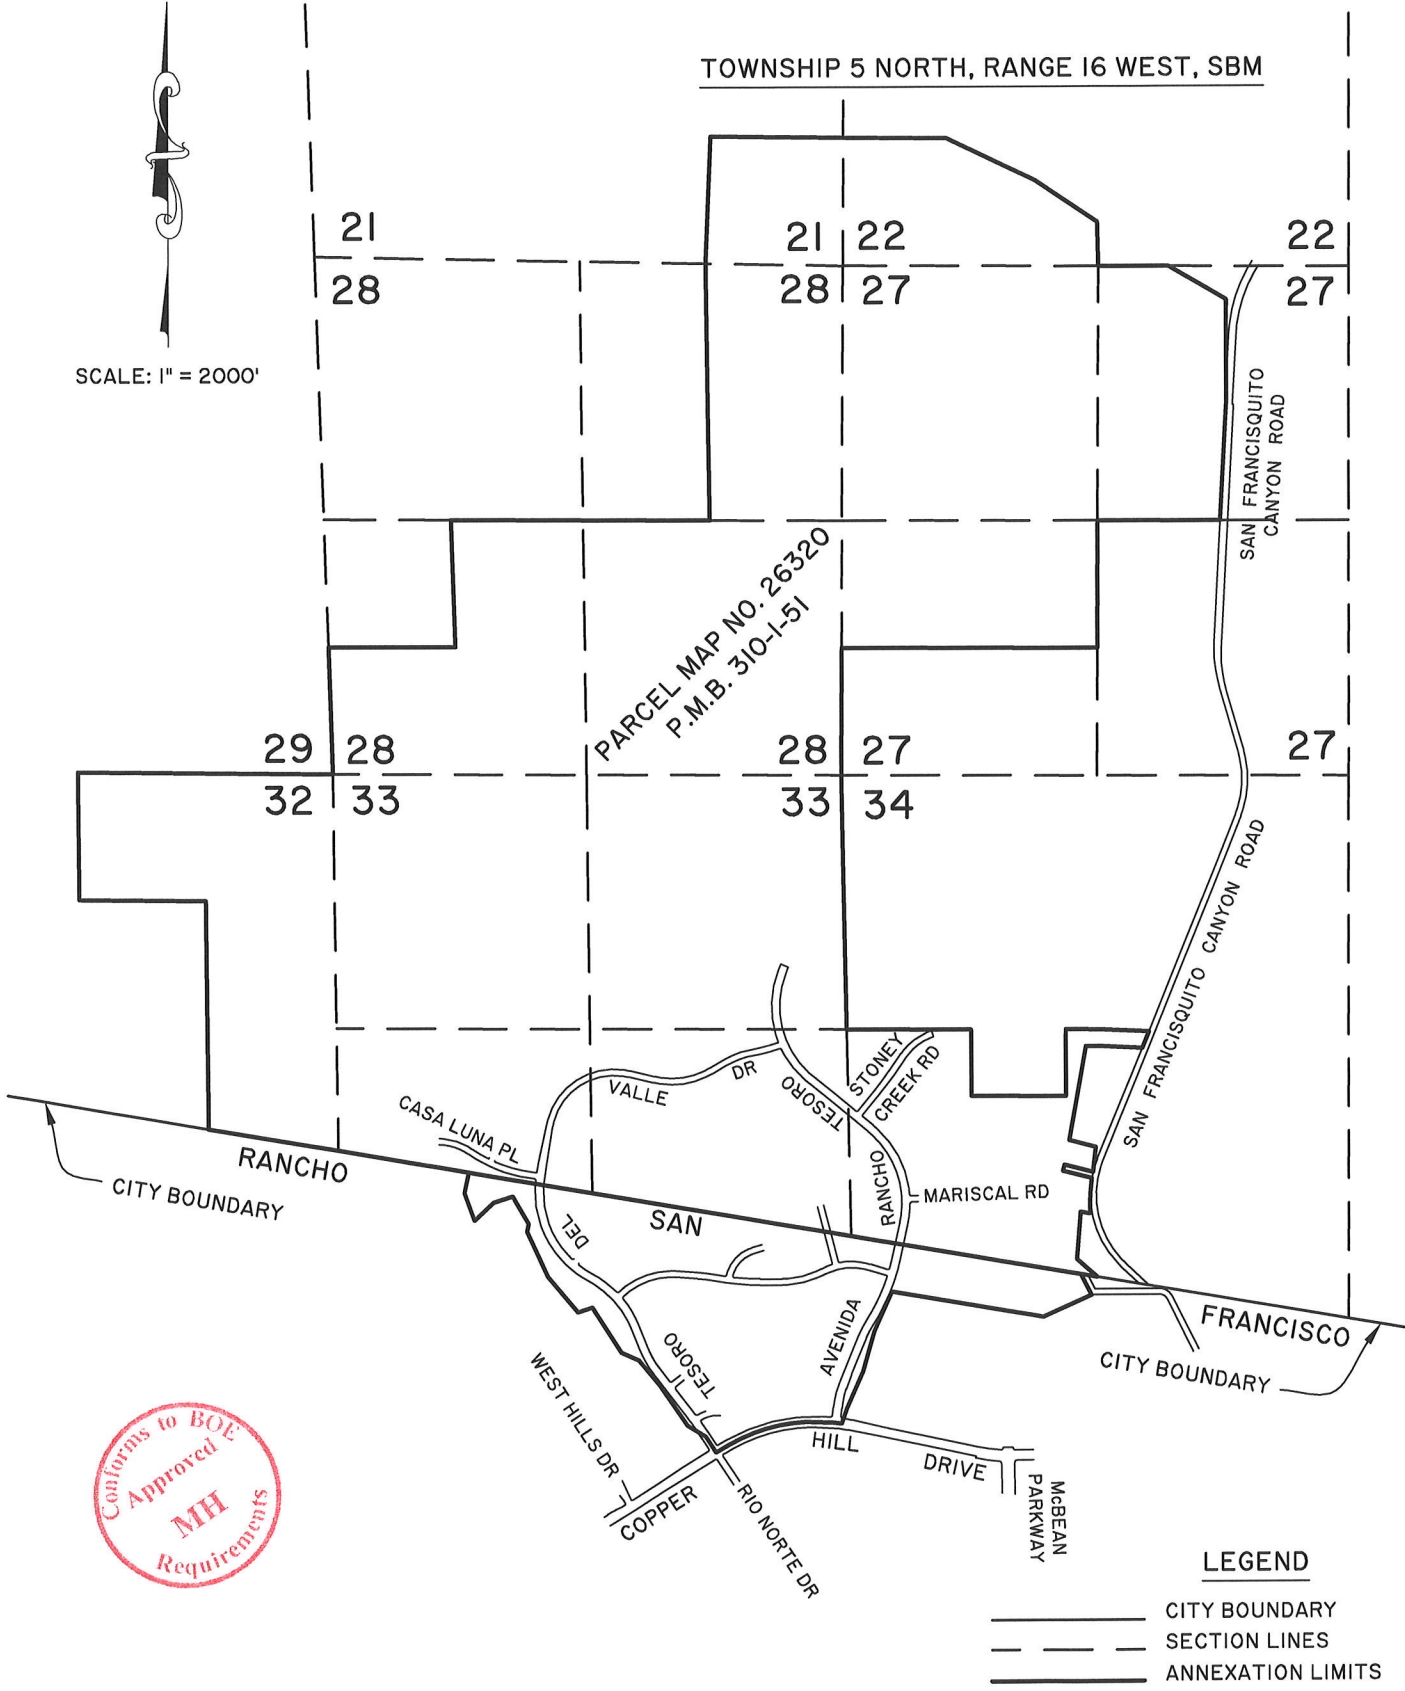 TOWNSHIP 5 NORTH, RANGE 16 WEST, SBM
SCALE: 1" = 2000'
21
21
22
22
28
28
27
27
SAN FRANCISQUITO
CANYON ROAD
PARCEL MAP NO. 26320
P.M.B. 310-1-51
29
28
28
27
27
32
33
33
34
SAN FRANCISQUITO CANYON ROAD
STONEY
CREEK RD
VALLE
DR
TESORO
CASA LUNA PL
RANCHO
CITY BOUNDARY
RANCHO
MARISCAL RD
SAN
DEL
AVENIDA
FRANCISCO
CITY BOUNDARY
TESORO
WEST HILLS DR
HILL
DRIVE
COPPER
RIO NORTE DR
McBEAN
PARKWAY
Conforms to BOE
Approved
MH
Requirements
LEGEND
CITY BOUNDARY
SECTION LINES
ANNEXATION LIMITS